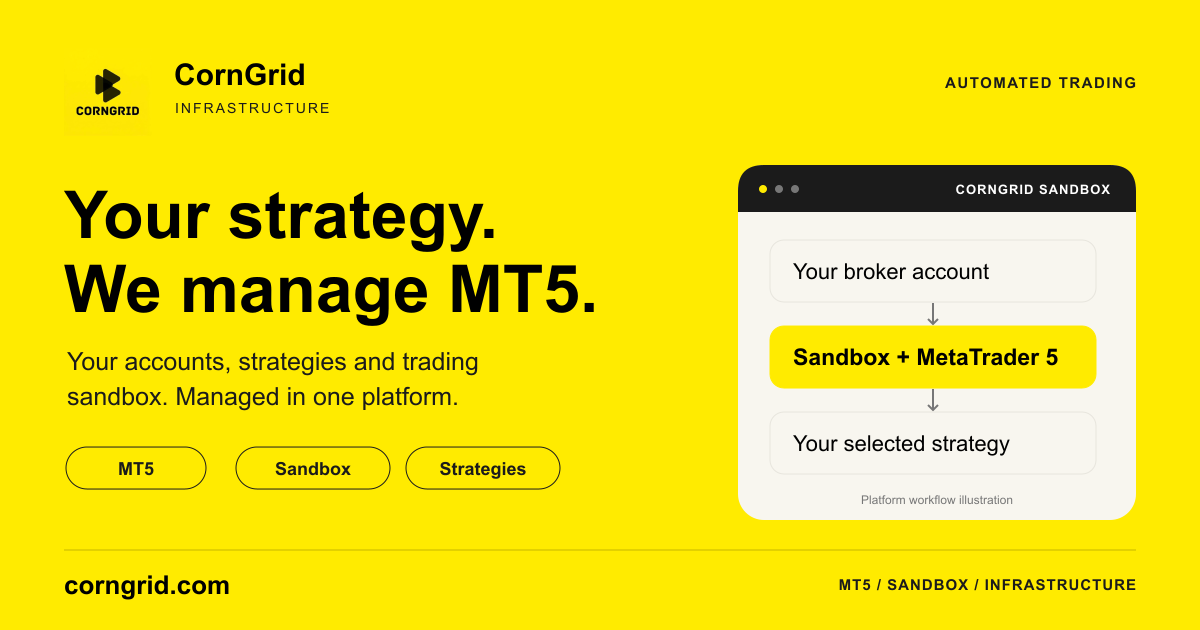 CORNGRID
CornGrid
INFRASTRUCTURE
AUTOMATED TRADING
Your strategy.
We manage MT5.
Your accounts, strategies and trading
sandbox. Managed in one platform.
MT5
Sandbox
Strategies
CORNGRID SANDBOX
Your broker account
Sandbox + MetaTrader 5
Your selected strategy
Platform workflow illustration
corngrid.com
MT5 / SANDBOX / INFRASTRUCTURE